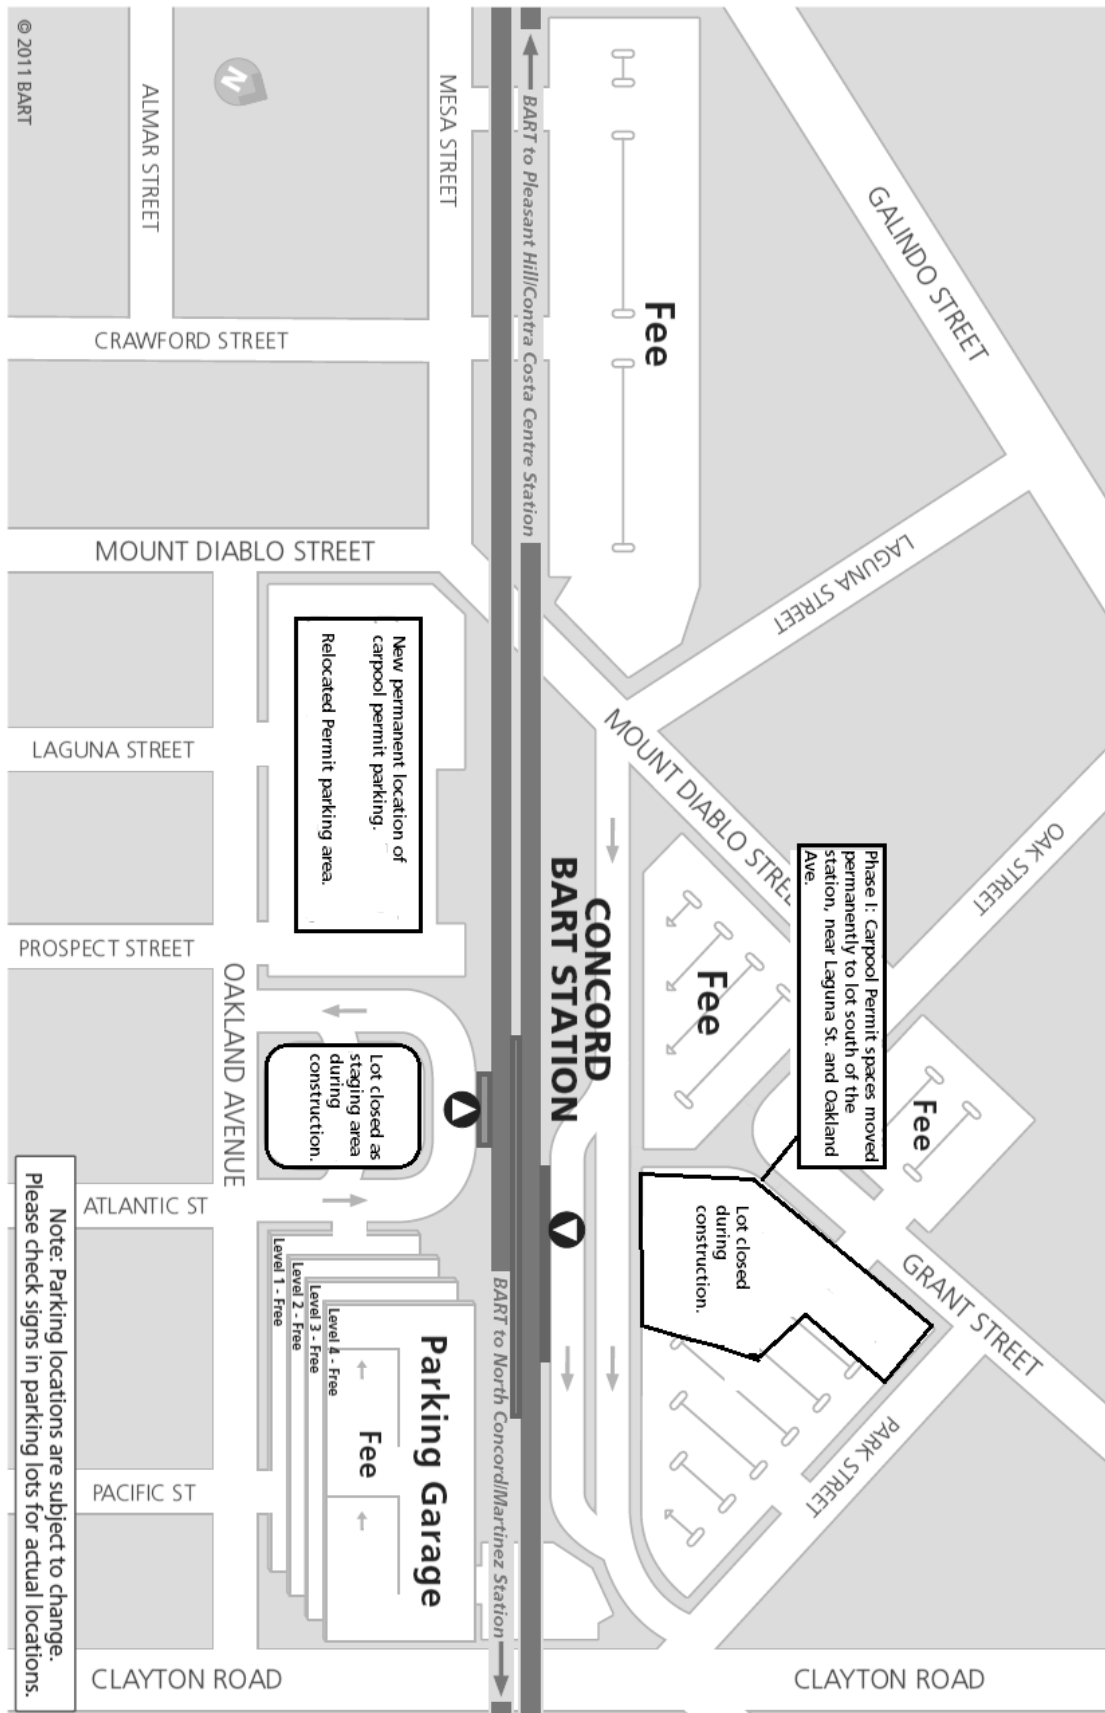 © 2011 BART
N
ALMAR STREET
MESA STREET
BART to Pleasant Hill/Contra Costa Centre Station
Fee
GALINDO STREET
CRAWFORD STREET
MOUNT DIABLO STREET
LAGUNA STREET
New permanent location of
carpool permit parking.
Relocated Permit parking area.
LAGUNA STREET
MOUNT DIABLO STREE
OAK STREET
Phase I: Carpool Permit spaces moved
permanently to lot south of the
station, near Laguna St. and Oakland
Ave.
PROSPECT STREET
OAKLAND AVENUE
CONCORD
BART STATION
Fee
Fee
Lot closed as
staging area
during
construction.
Lot closed
during
construction.
ATLANTIC ST
GRANT STREET
PARK STREET
Level 1 - Free
Level 2 - Free
Level 3 - Free
Level 4 - Free
Fee
Parking Garage
BART to North Concord/Martinez Station
PACIFIC ST
CLAYTON ROAD
CLAYTON ROAD
Note: Parking locations are subject to change.
Please check signs in parking lots for actual locations.